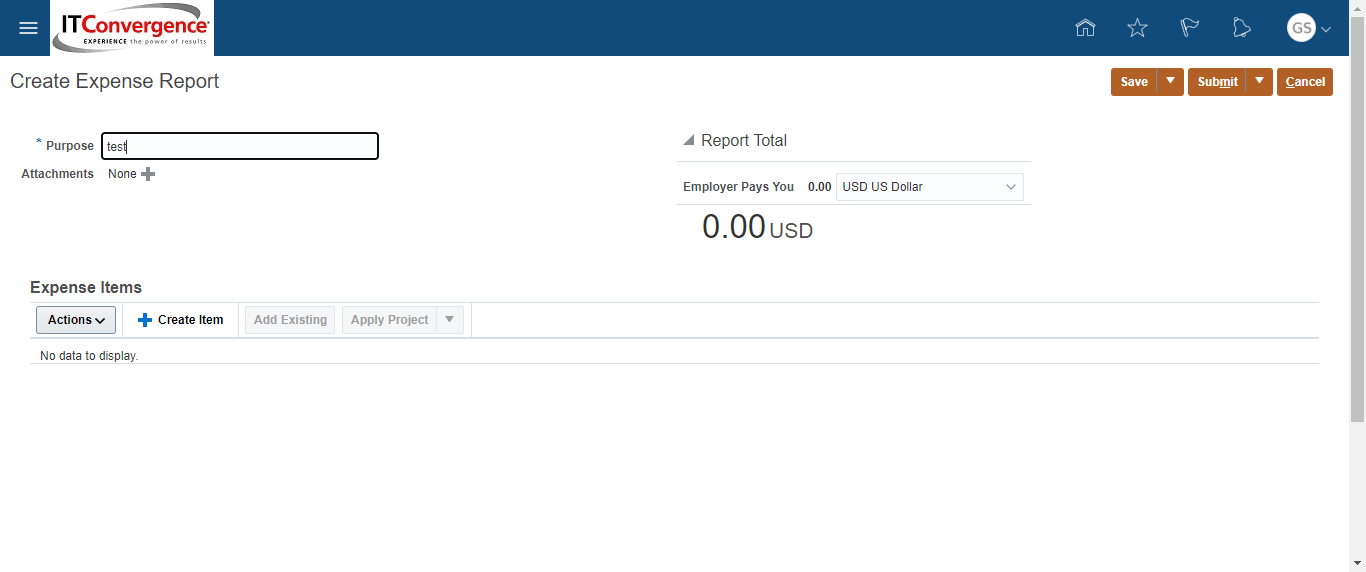 ITConvergence
EXPERIENCE the power of results
GS
Create Expense Report
Save
Submit
Cancel
* Purpose test
Attachments None
Report Total
Employer Pays You 0.00 USD US Dollar
0.00 USD
Expense Items
Actions Create Item Add Existing Apply Project
No data to display.